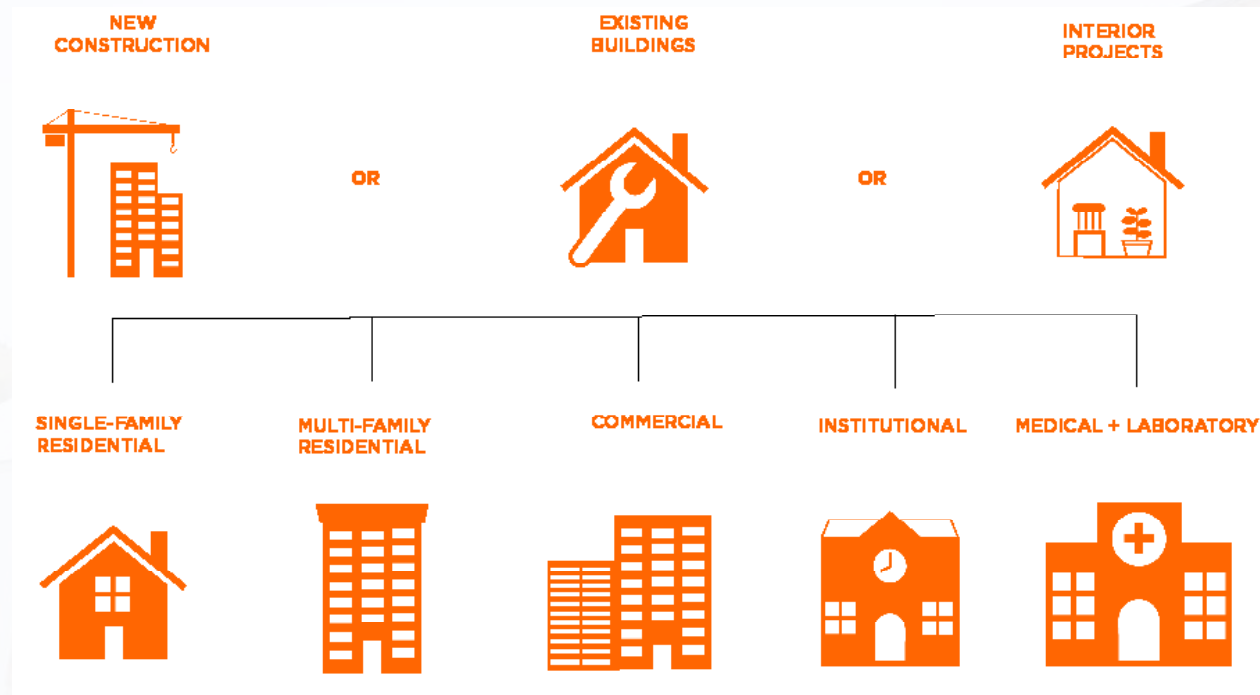 NEW
CONSTRUCTION
EXISTING
BUILDINGS
INTERIOR
PROJECTS
OR
OR
SINGLE-FAMILY
RESIDENTIAL
MULTI-FAMILY
RESIDENTIAL
COMMERCIAL
INSTITUTIONAL
MEDICAL + LABORATORY